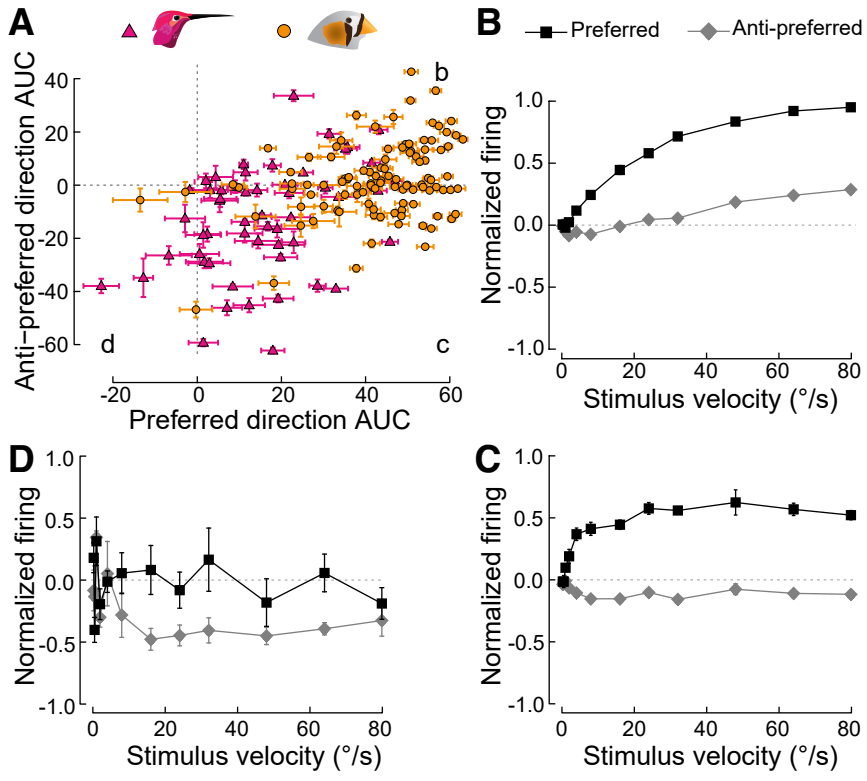 A
40
20
0
-20
-40
-60
Anti−preferred direction AUC
b
c
d
-20 0 20 40 60
Preferred direction AUC
B
Preferred Anti-preferred
1.0
0.5
0.0
-0.5
-1.0
Normalized firing
0 20 40 60 80
Stimulus velocity (°/s)
D
1.0
0.5
0.0
-0.5
-1.0
Normalized firing
0 20 40 60 80
Stimulus velocity (°/s)
C
1.0
0.5
0.0
-0.5
-1.0
Normalized firing
0 20 40 60 80
Stimulus velocity (°/s)